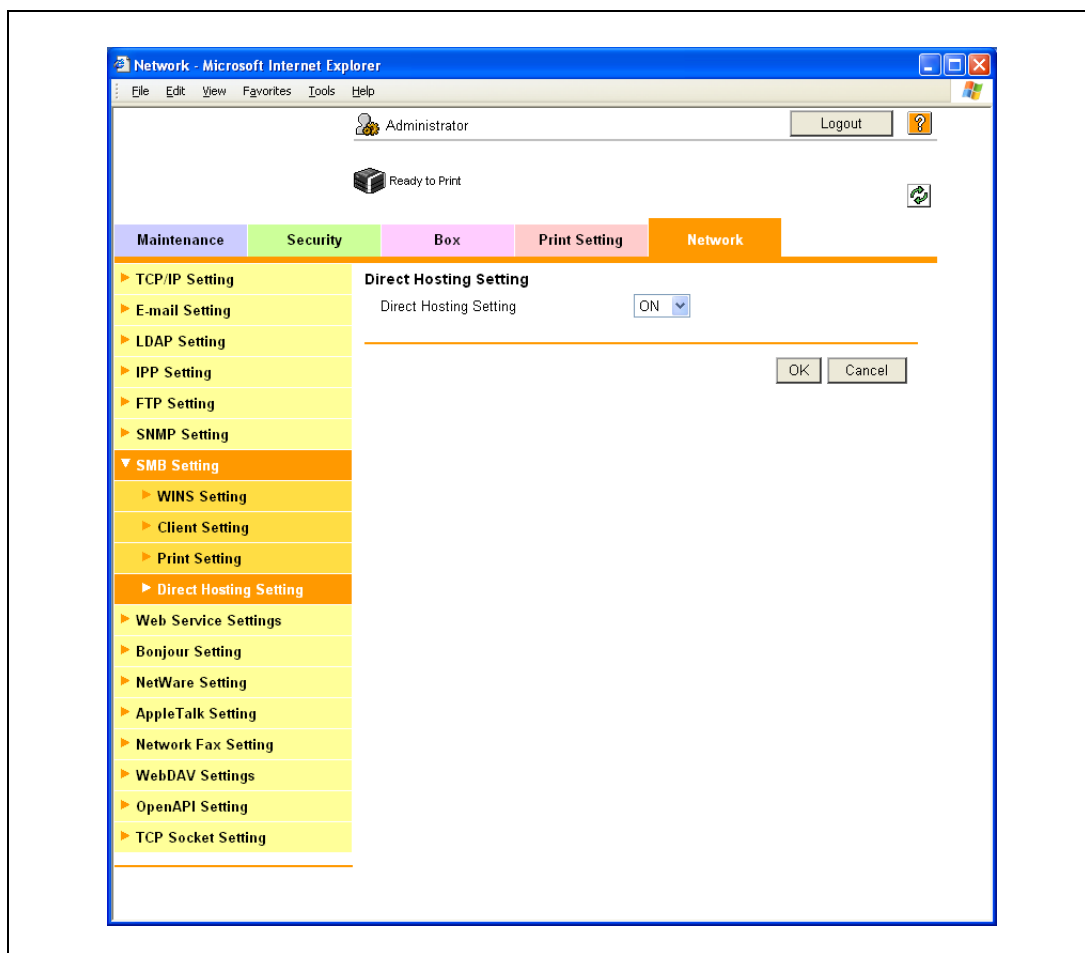 Network - Microsoft Internet Explorer
File Edit View Favorites Tools Help
Administrator
Logout
?
Ready to Print
Maintenance Security Box Print Setting Network
TCP/IP Setting
E-mail Setting
LDAP Setting
IPP Setting
FTP Setting
SNMP Setting
SMB Setting
WINS Setting
Client Setting
Print Setting
Direct Hosting Setting
Web Service Settings
Bonjour Setting
NetWare Setting
AppleTalk Setting
Network Fax Setting
WebDAV Settings
OpenAPI Setting
TCP Socket Setting
Direct Hosting Setting
Direct Hosting Setting ON
OK Cancel